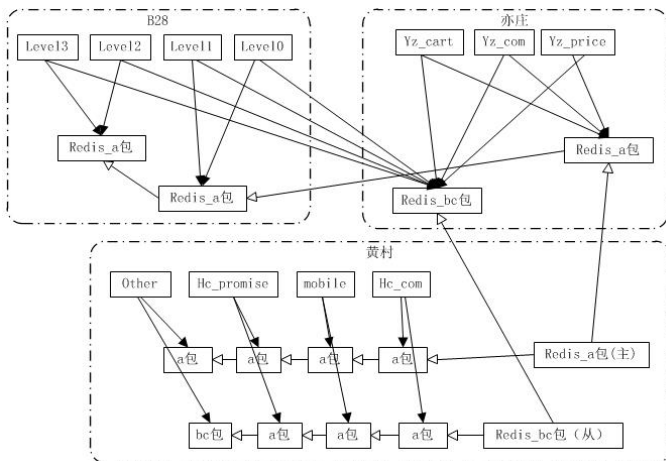 B28
亦庄
Level3
Level2
Level1
Level0
Yz_cart
Yz_com
Yz_price
Redis_a包
Redis_a包
Redis_a包
Redis_bc包
黄村
Other
Hc_promise
mobile
Hc_com
a包
a包
a包
a包
Redis_a包(主)
bc包
a包
a包
a包
Redis_bc包（从）